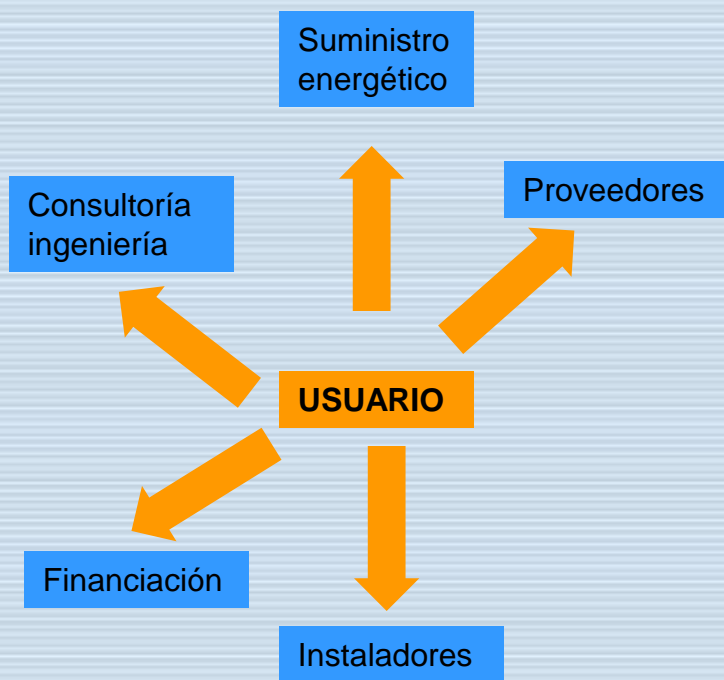 Suministro
energético
Proveedores
Consultoría
ingeniería
USUARIO
Financiación
Instaladores